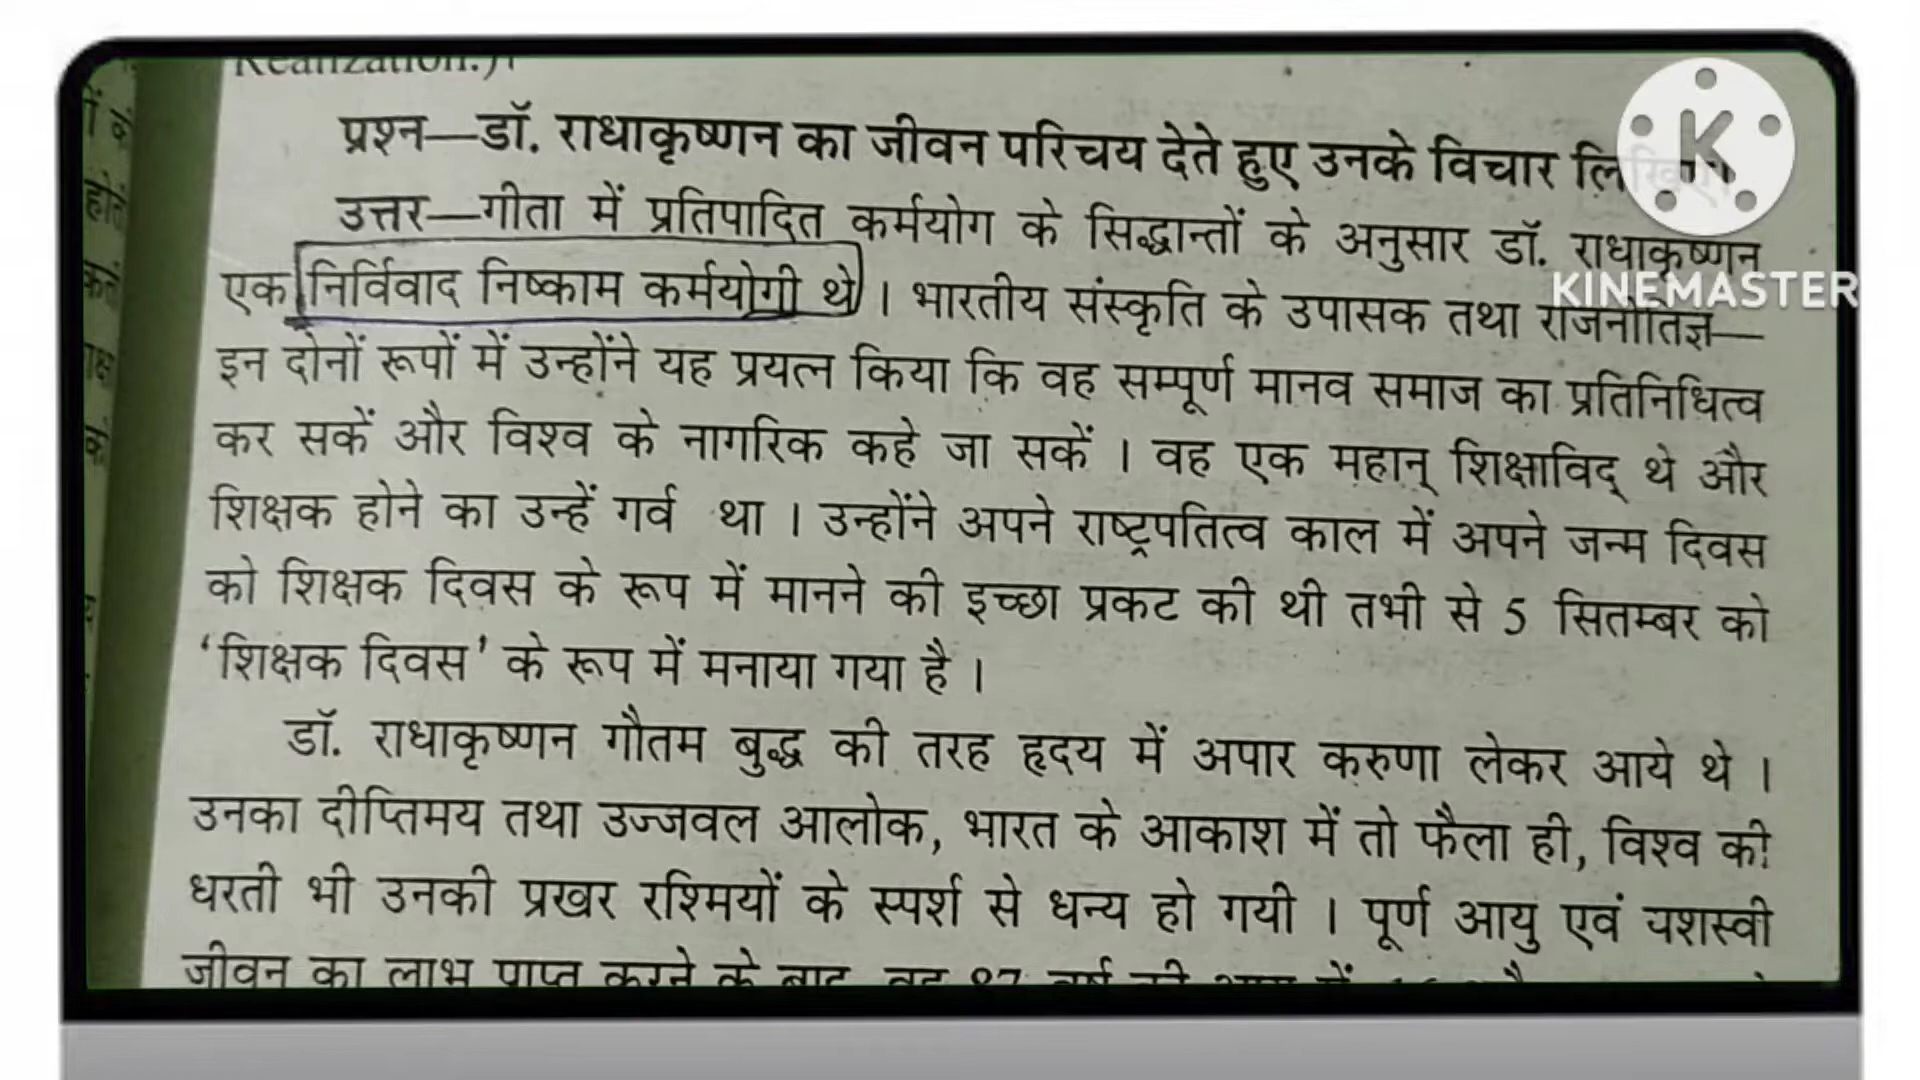 Realization.)।
प्रश्न—डॉ. राधाकृष्णन का जीवन परिचय देते हुए उनके विचार
उत्तर—गीता में प्रतिपादित कर्मयोग के सिद्धान्तों के अनुसार डॉ. राधाकृष्णन
एक निर्विवाद निष्काम कर्मयोगी थे । भारतीय संस्कृति के उपासक तथा राजनीतिज्ञ—
इन दोनों रूपों में उन्होंने यह प्रयत्न किया कि वह सम्पूर्ण मानव समाज का प्रतिनिधित्व
कर सकें और विश्व के नागरिक कहे जा सकें । वह एक महान् शिक्षाविद् थे और
शिक्षक होने का उन्हें गर्व था । उन्होंने अपने राष्ट्रपतित्व काल में अपने जन्म दिवस
को शिक्षक दिवस के रूप में मानने की इच्छा प्रकट की थी तभी से 5 सितम्बर को
‘शिक्षक दिवस’ के रूप में मनाया गया है ।
डॉ. राधाकृष्णन गौतम बुद्ध की तरह हृदय में अपार करुणा लेकर आये थे ।
उनका दीप्तिमय तथा उज्जवल आलोक, भारत के आकाश में तो फैला ही, विश्व की
धरती भी उनकी प्रखर रश्मियों के स्पर्श से धन्य हो गयी । पूर्ण आयु एवं यशस्वी
जीवन का लाभ प्राप्त करने के बाद वह
K
KINEMASTER